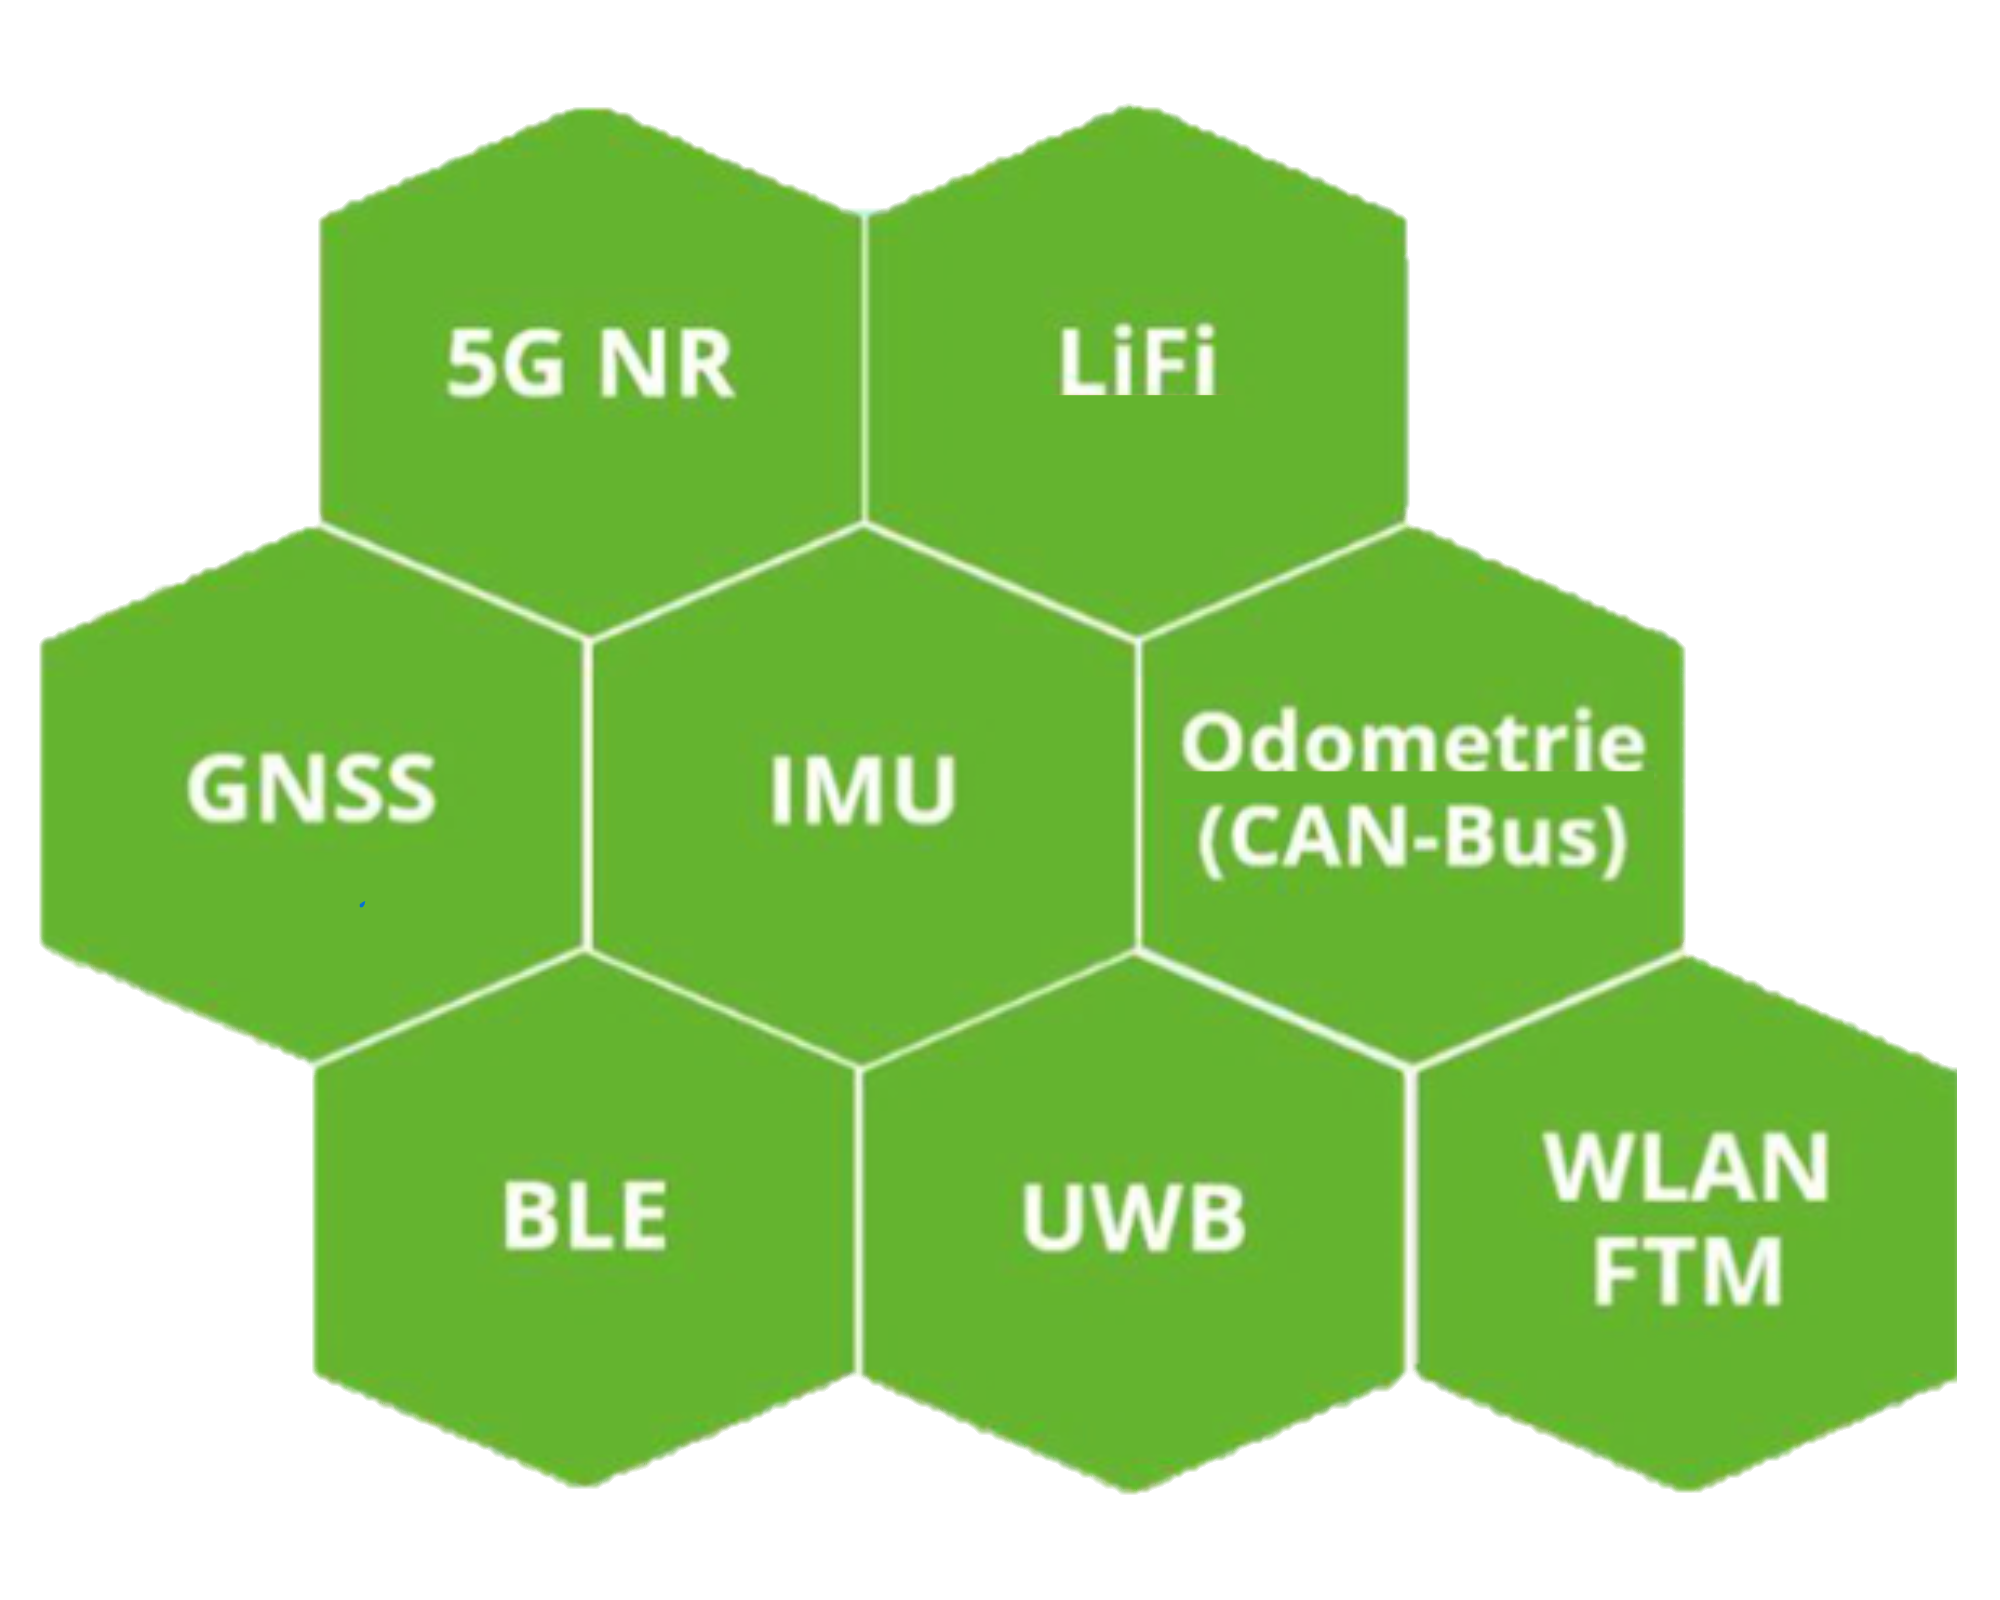 5G NR
LiFi
GNSS
IMU
Odometrie
(CAN-Bus)
BLE
UWB
WLAN
FTM